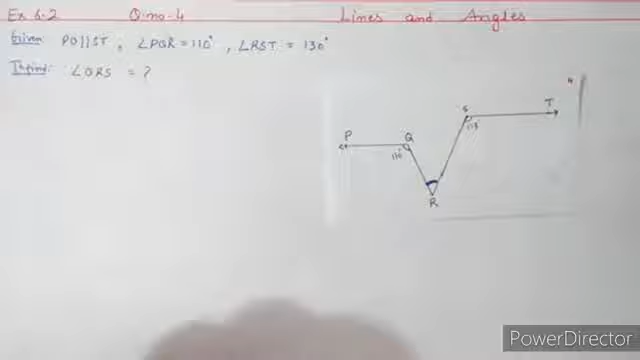 Ex 6.2 Q.no.4 Lines and Angles
Given: PQ||ST, ∠PQR = 110°, ∠RST = 130°
To find: ∠QRS = ?
S T
P Q
110°
R
PowerDirector